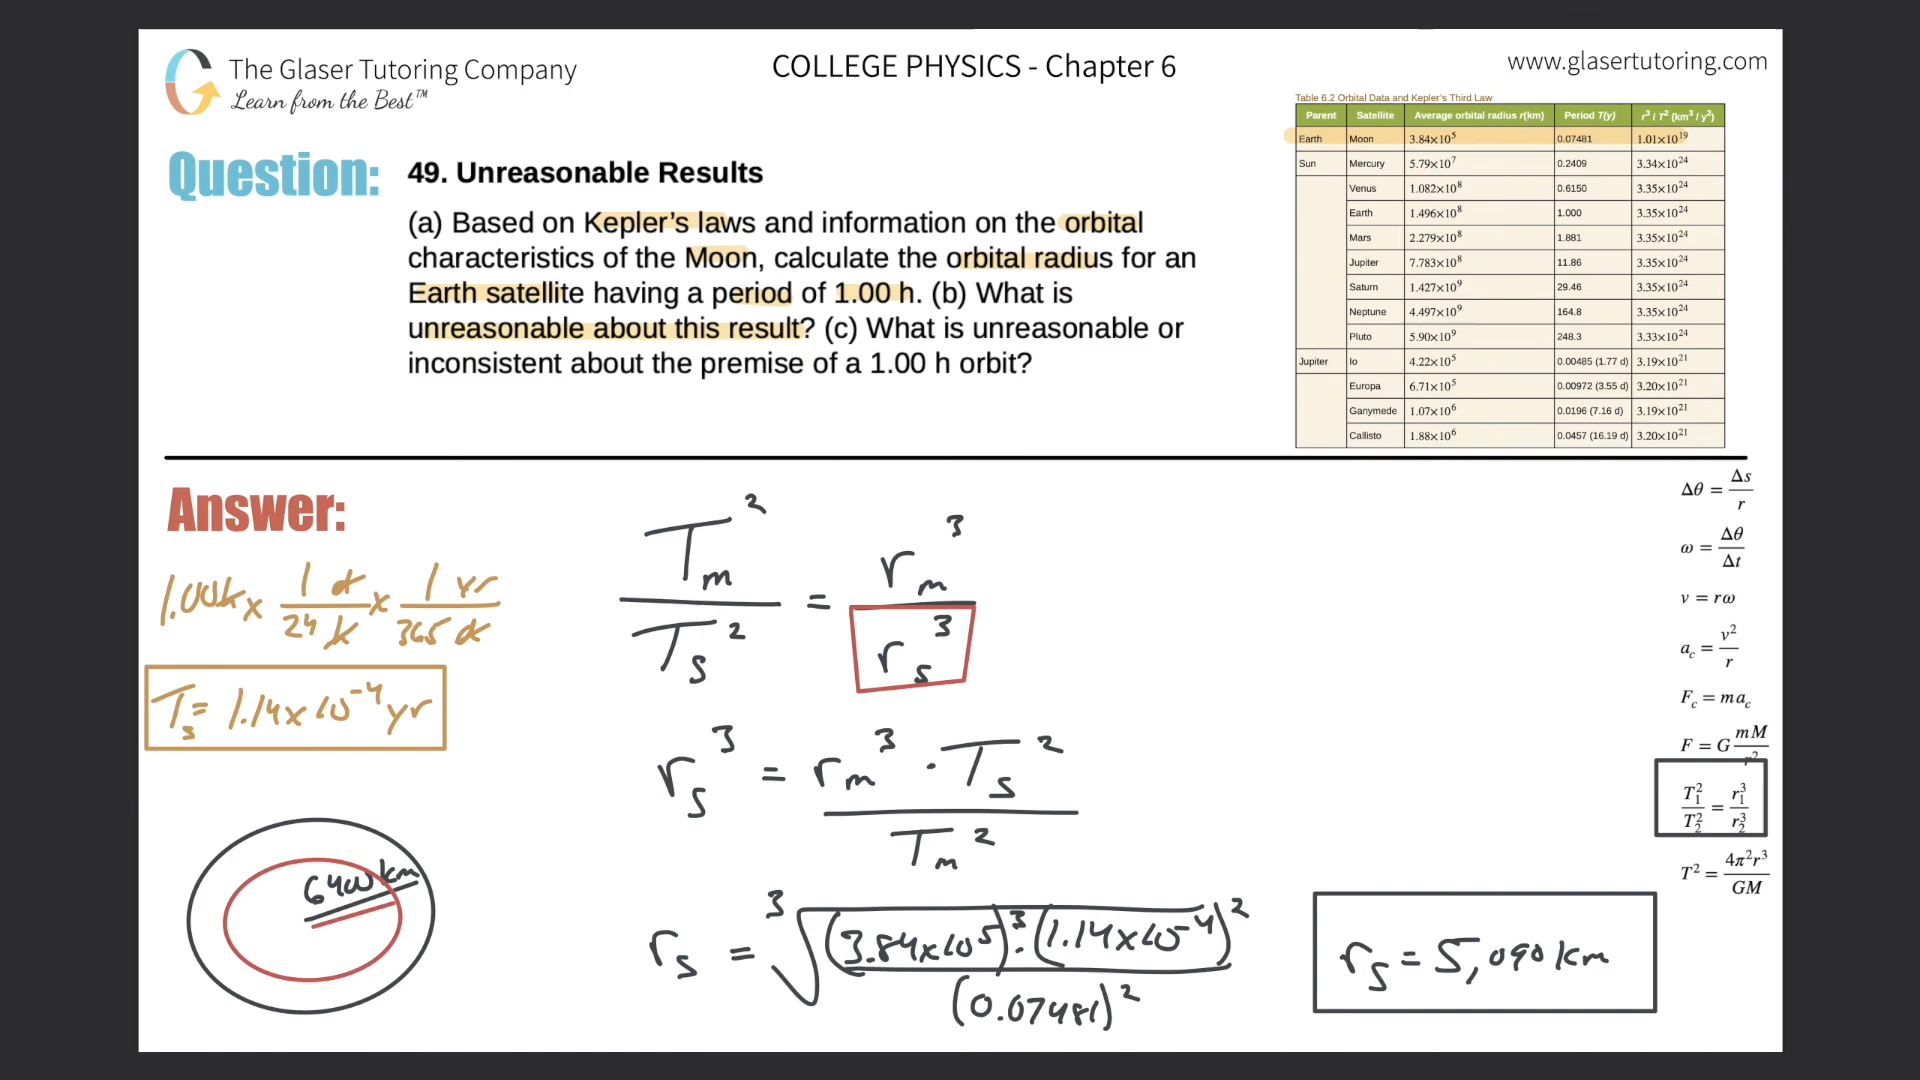 The Glaser Tutoring Company
Learn from the Best™
COLLEGE PHYSICS - Chapter 6
www.glasertutoring.com
Question:
49. Unreasonable Results
(a) Based on Kepler's laws and information on the orbital
characteristics of the Moon, calculate the orbital radius for an
Earth satellite having a period of 1.00 h. (b) What is
unreasonable about this result? (c) What is unreasonable or
inconsistent about the premise of a 1.00 h orbit?
Table 6.2 Orbital Data and Kepler's Third Law
Parent Satellite Average orbital radius r(km) Period T(y) r³ / T² (km³ / y²)
Earth Moon 3.84×10⁵ 0.07481 1.01×10¹⁹
Sun Mercury 5.79×10⁷ 0.2409 3.34×10²⁴
Venus 1.082×10⁸ 0.6150 3.35×10²⁴
Earth 1.496×10⁸ 1.000 3.35×10²⁴
Mars 2.279×10⁸ 1.881 3.35×10²⁴
Jupiter 7.783×10⁸ 11.86 3.35×10²⁴
Saturn 1.427×10⁹ 29.46 3.35×10²⁴
Neptune 4.497×10⁹ 164.8 3.35×10²⁴
Pluto 5.90×10⁹ 248.3 3.33×10²⁴
Jupiter Io 4.22×10⁵ 0.00485 (1.77 d) 3.19×10²¹
Europa 6.71×10⁵ 0.00972 (3.55 d) 3.20×10²¹
Ganymede 1.07×10⁶ 0.0196 (7.16 d) 3.19×10²¹
Callisto 1.88×10⁶ 0.0457 (16.19 d) 3.20×10²¹
Answer:
1.00h × 1 d / 24 h × 1 yr / 365 d
Tₛ = 1.14×10⁻⁴ yr
6400 km
Tₘ² / Tₛ² = rₘ³ / rₛ³
rₛ³ = rₘ³ · Tₛ² / Tₘ²
rₛ = ³√((3.84×10⁵)³ · (1.14×10⁻⁴)² / (0.07481)²)
rₛ = 5,090 km
Δθ = Δs / r
ω = Δθ / Δt
v = rω
a_c = v² / r
F_c = ma_c
F = G mM / r²
T₁² / T₂² = r₁³ / r₂³
T² = 4π²r³ / GM